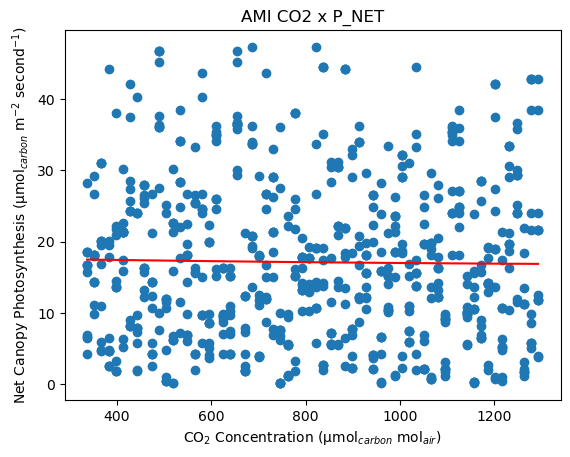 AMI CO2 x P_NET
Net Canopy Photosynthesis (μmol$_{carbon}$ m$^{-2}$ second$^{-1}$)
40
30
20
10
0
400 600 800 1000 1200
CO$_2$ Concentration (μmol$_{carbon}$ mol$_{air}$)